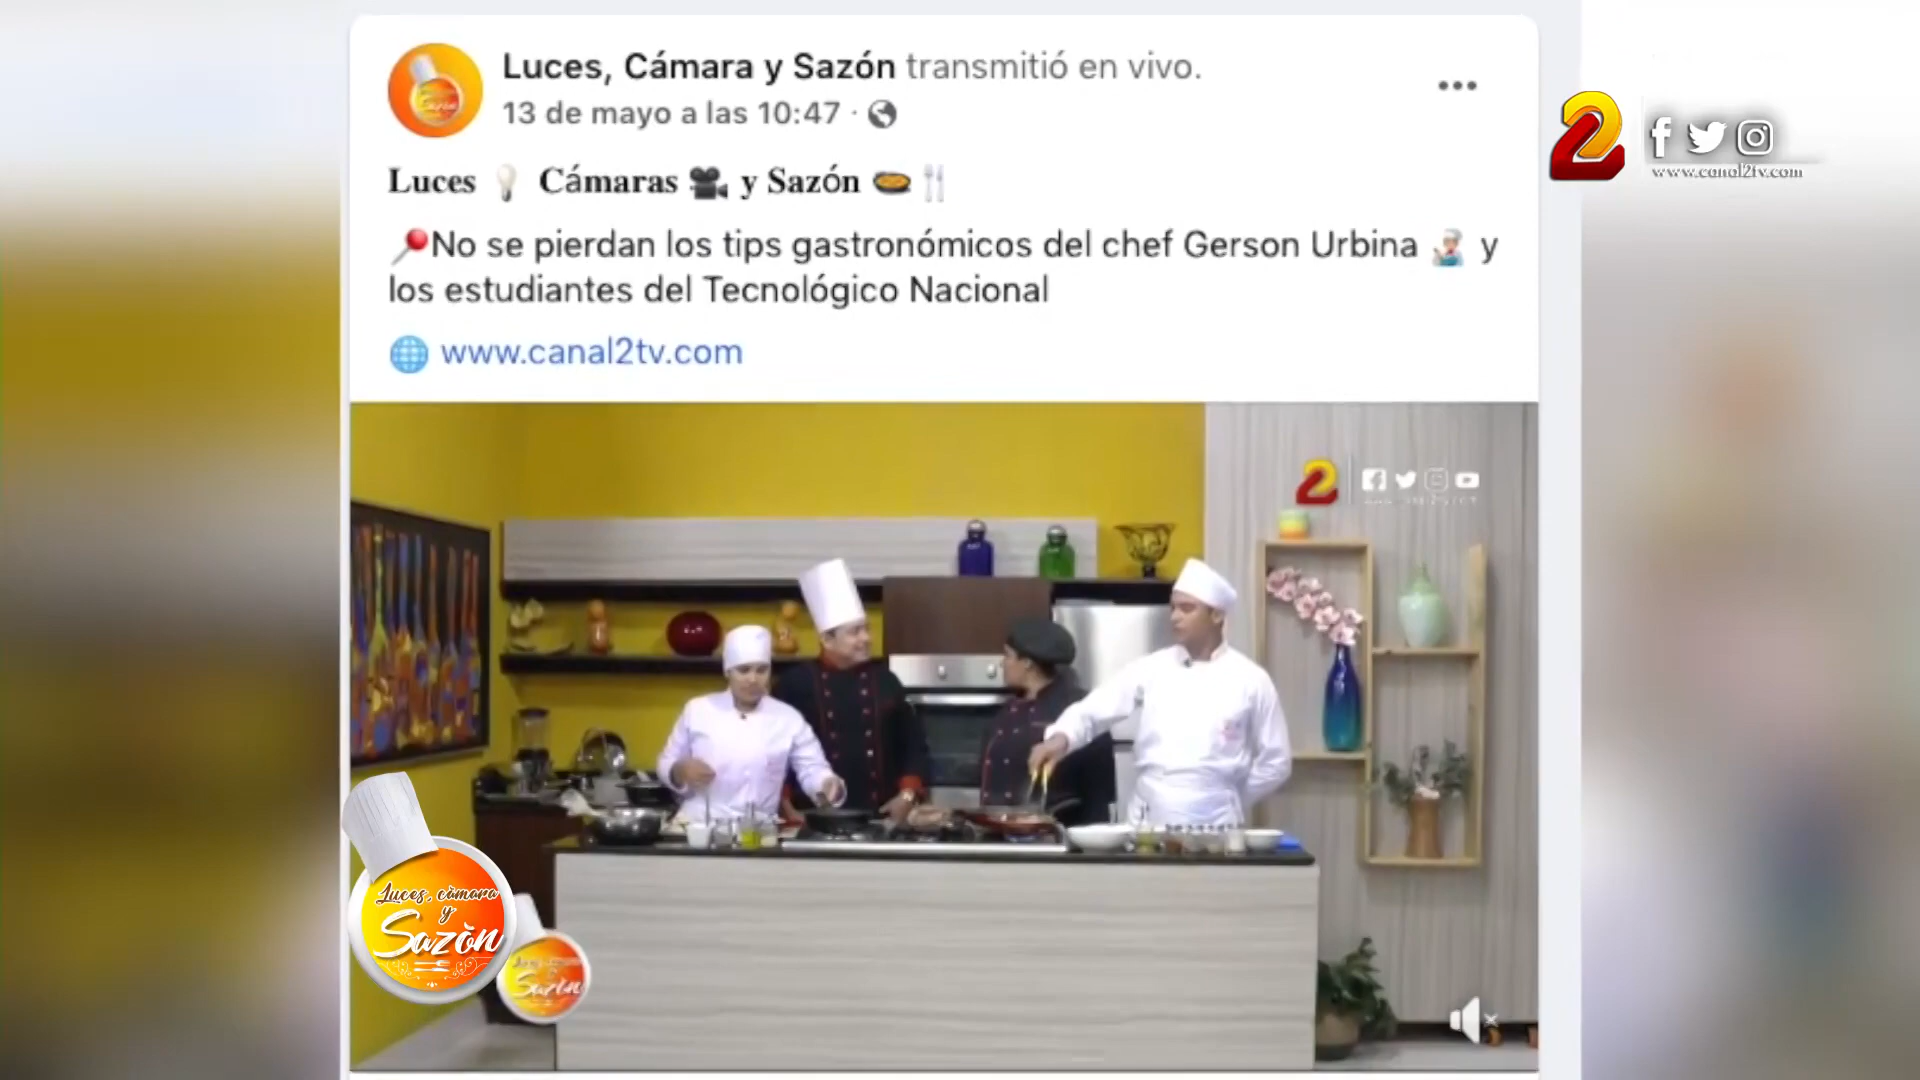 Luces, Cámara y Sazón transmitió en vivo.
13 de mayo a las 10:47 ·
Luces 💡 Cámaras 🎥 y Sazón 🥘🍴
📍No se pierdan los tips gastronómicos del chef Gerson Urbina 🧑🏼‍🍳 y
los estudiantes del Tecnológico Nacional
🌐 www.canal2tv.com
2
www.canal2tv.com
2
Luces, cámara
y
Sazón
Sazón